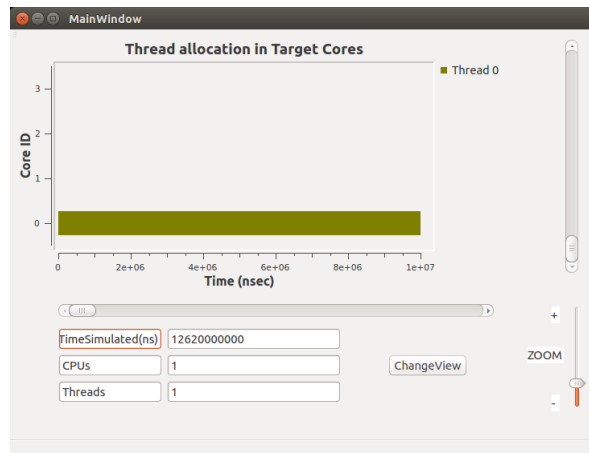 MainWindow
Thread allocation in Target Cores
Thread 0
3
2
1
0
Core ID
0 2e+06 4e+06 6e+06 8e+06 1e+07
Time (nsec)
TimeSimulated(ns) 12620000000
CPUs 1
Threads 1
ChangeView
+
ZOOM
-